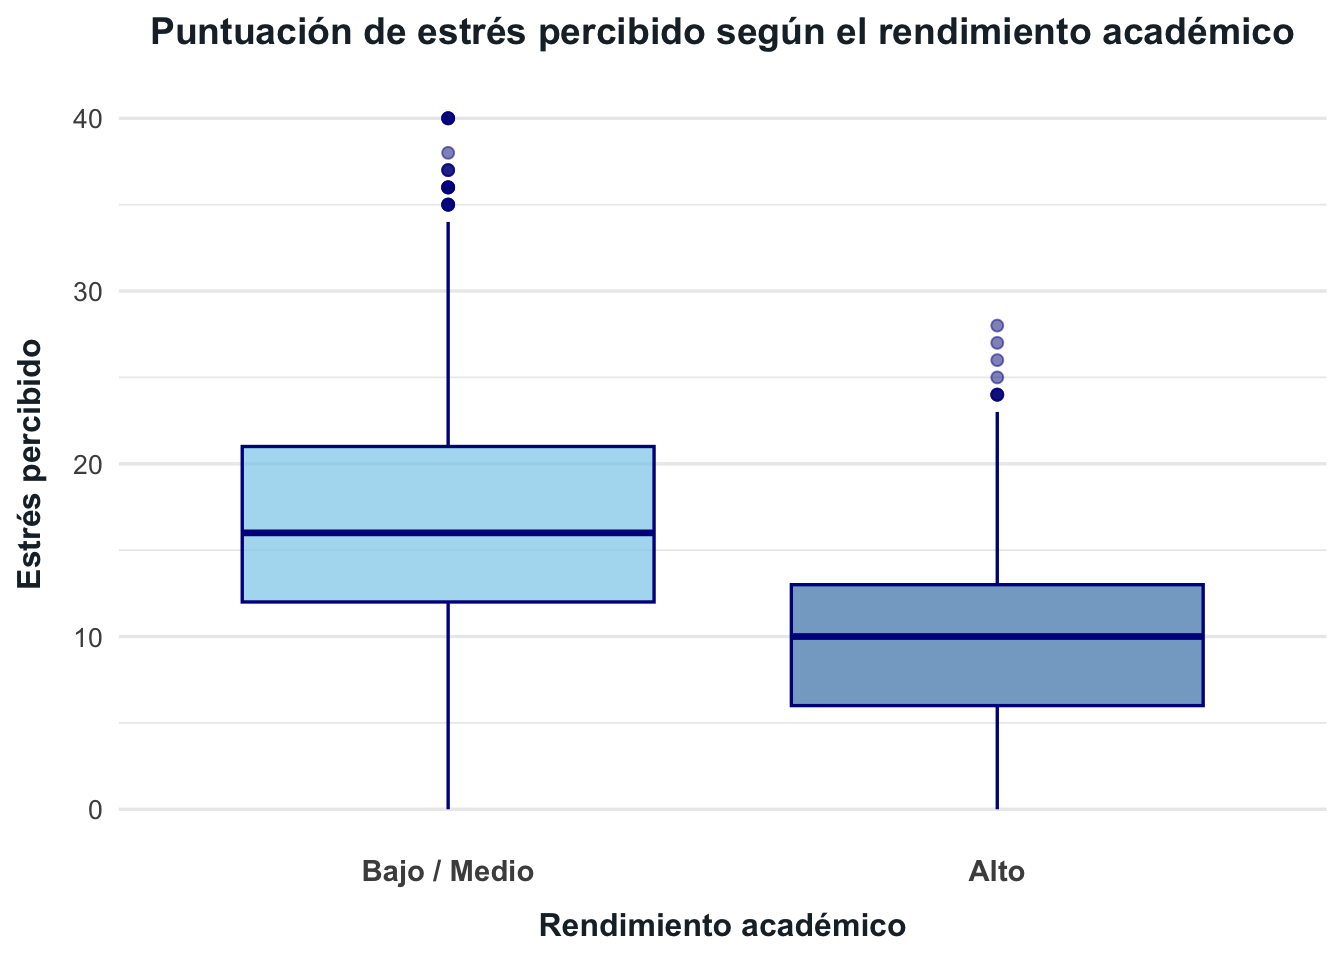 Puntuación de estrés percibido según el rendimiento académico
Estrés percibido
40
30
20
10
0
Bajo / Medio
Alto
Rendimiento académico